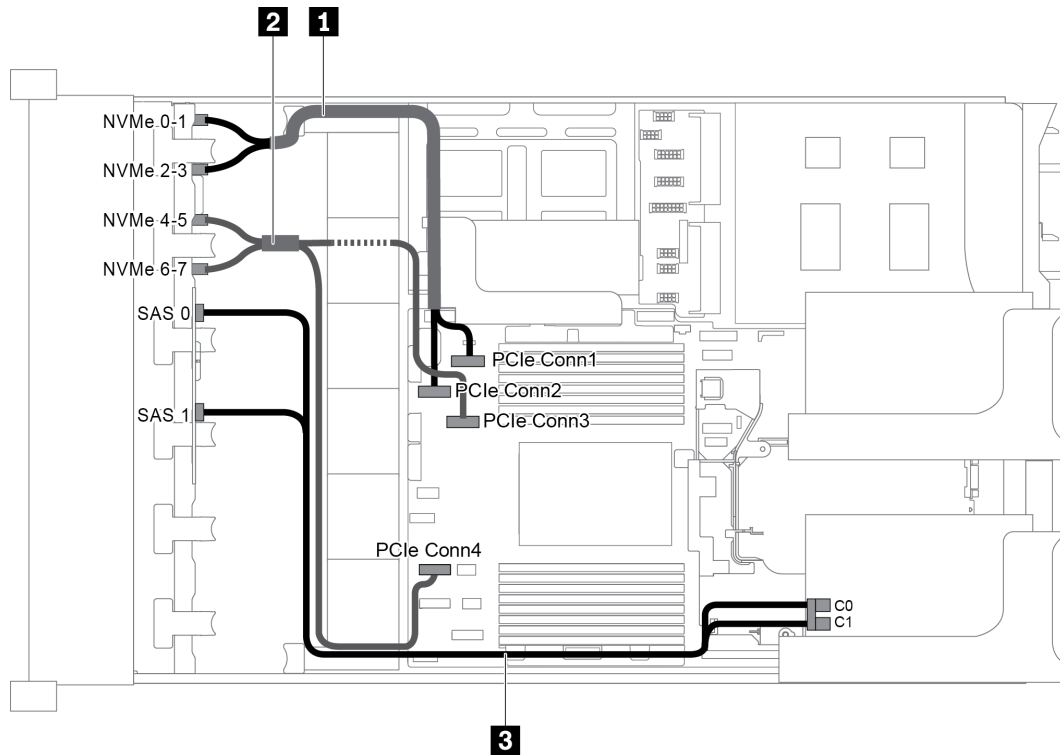 2 1
NVMe 0-1
NVMe 2-3
NVMe 4-5
NVMe 6-7
SAS 0
PCIe Conn1
PCIe Conn2
SAS 1
PCIe Conn3
PCIe Conn4
C0
C1
3